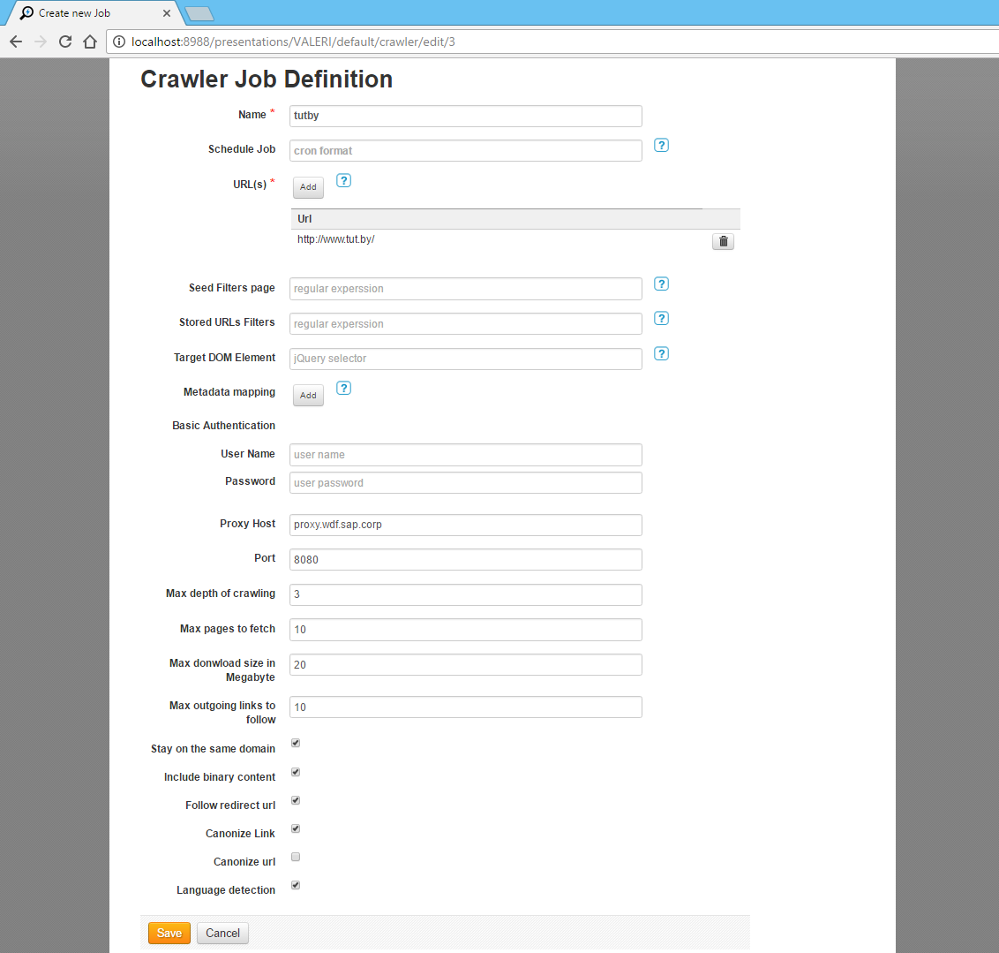 Create new Job
localhost:8988/presentations/VALERI/default/crawler/edit/3
Crawler Job Definition
Name *
tutby
Schedule Job
cron format
?
URL(s) *
Add
?
Url
http://www.tut.by/
Seed Filters page
regular experssion
?
Stored URLs Filters
regular experssion
?
Target DOM Element
jQuery selector
?
Metadata mapping
Add
?
Basic Authentication
User Name
user name
Password
user password
Proxy Host
proxy.wdf.sap.corp
Port
8080
Max depth of crawling
3
Max pages to fetch
10
Max donwload size in
Megabyte
20
Max outgoing links to
follow
10
Stay on the same domain
Include binary content
Follow redirect url
Canonize Link
Canonize url
Language detection
Save
Cancel